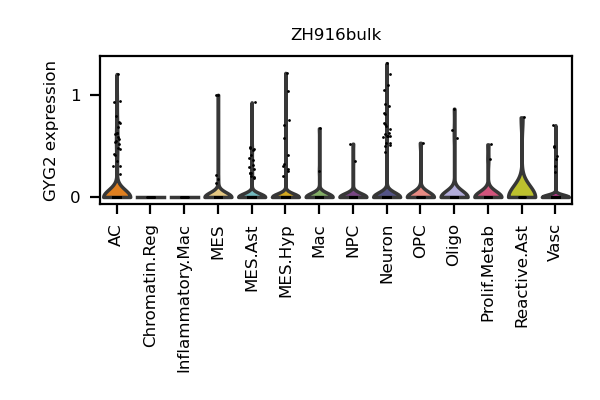 ZH916bulk
GYG2 expression
1
0
AC
Chromatin.Reg
Inflammatory.Mac
MES
MES.Ast
MES.Hyp
Mac
NPC
Neuron
OPC
Oligo
Prolif.Metab
Reactive.Ast
Vasc